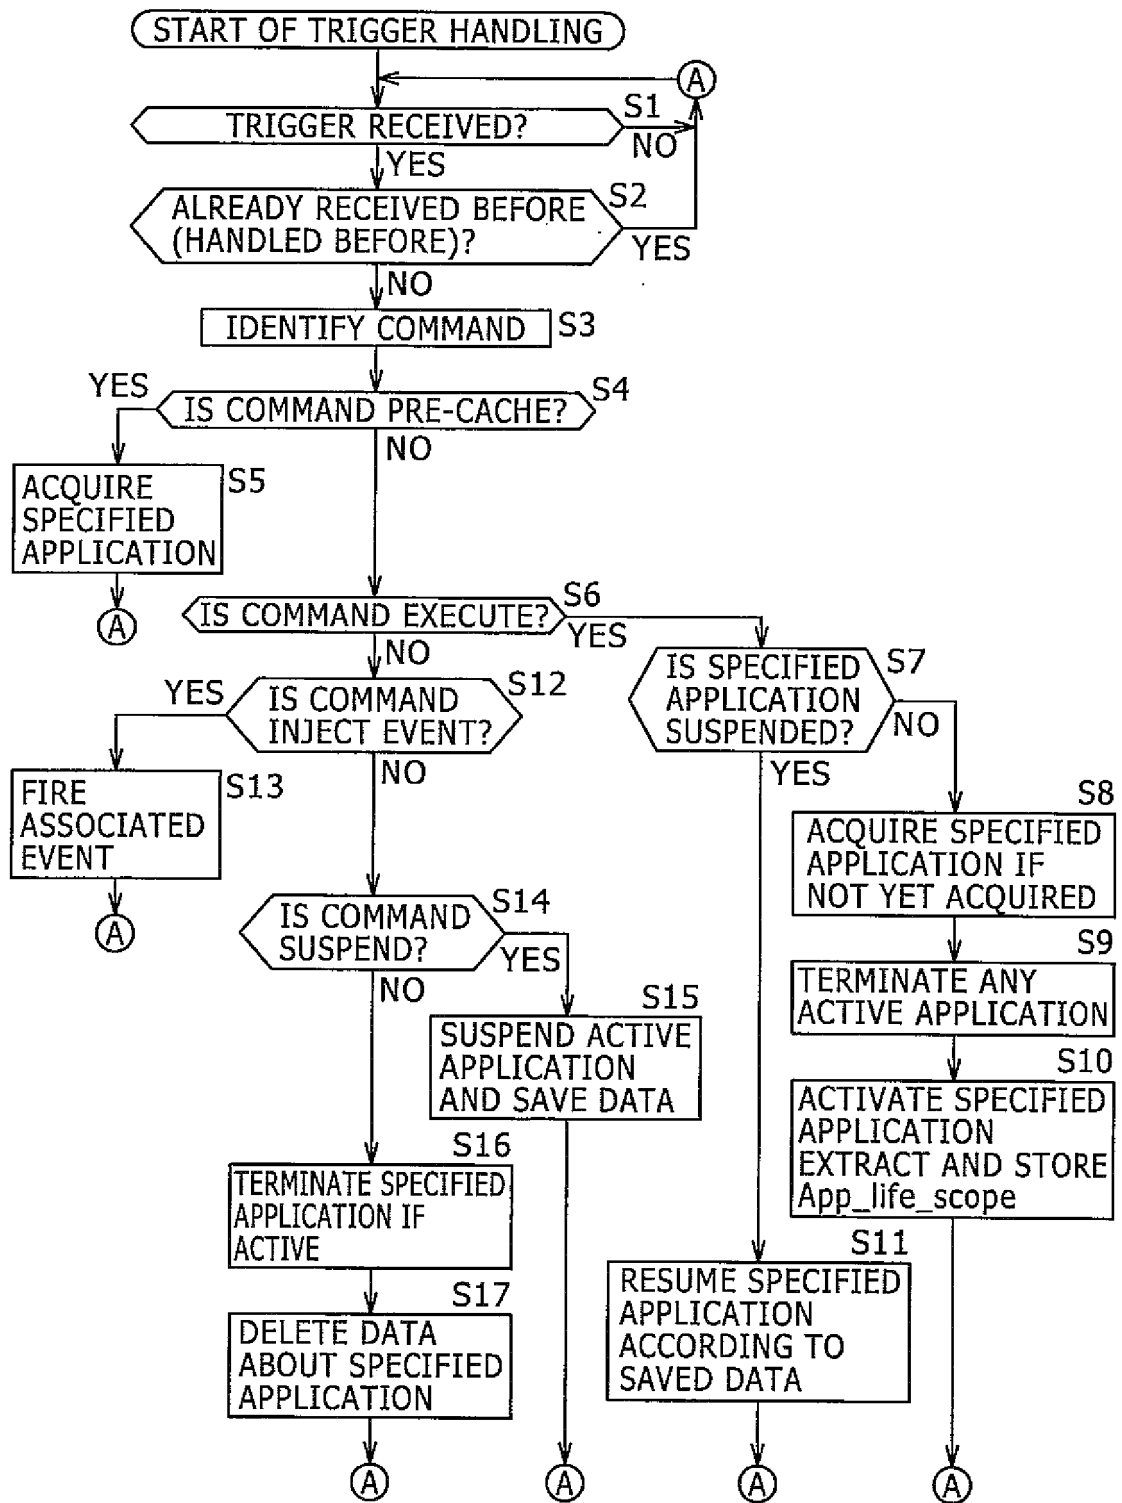 START OF TRIGGER HANDLING
A
TRIGGER RECEIVED?
S1
NO
YES
ALREADY RECEIVED BEFORE
(HANDLED BEFORE)?
S2
YES
NO
IDENTIFY COMMAND
S3
YES
IS COMMAND PRE-CACHE?
S4
NO
ACQUIRE
SPECIFIED
APPLICATION
S5
A
IS COMMAND EXECUTE?
S6
YES
NO
IS SPECIFIED
APPLICATION
SUSPENDED?
S7
NO
YES
YES
IS COMMAND
INJECT EVENT?
S12
NO
FIRE
ASSOCIATED
EVENT
S13
A
S8
ACQUIRE SPECIFIED
APPLICATION IF
NOT YET ACQUIRED
IS COMMAND
SUSPEND?
S14
YES
NO
S9
TERMINATE ANY
ACTIVE APPLICATION
S15
SUSPEND ACTIVE
APPLICATION
AND SAVE DATA
S10
ACTIVATE SPECIFIED
APPLICATION
EXTRACT AND STORE
App_life_scope
S16
TERMINATE SPECIFIED
APPLICATION IF
ACTIVE
S11
RESUME SPECIFIED
APPLICATION
ACCORDING TO
SAVED DATA
S17
DELETE DATA
ABOUT SPECIFIED
APPLICATION
A
A
A
A